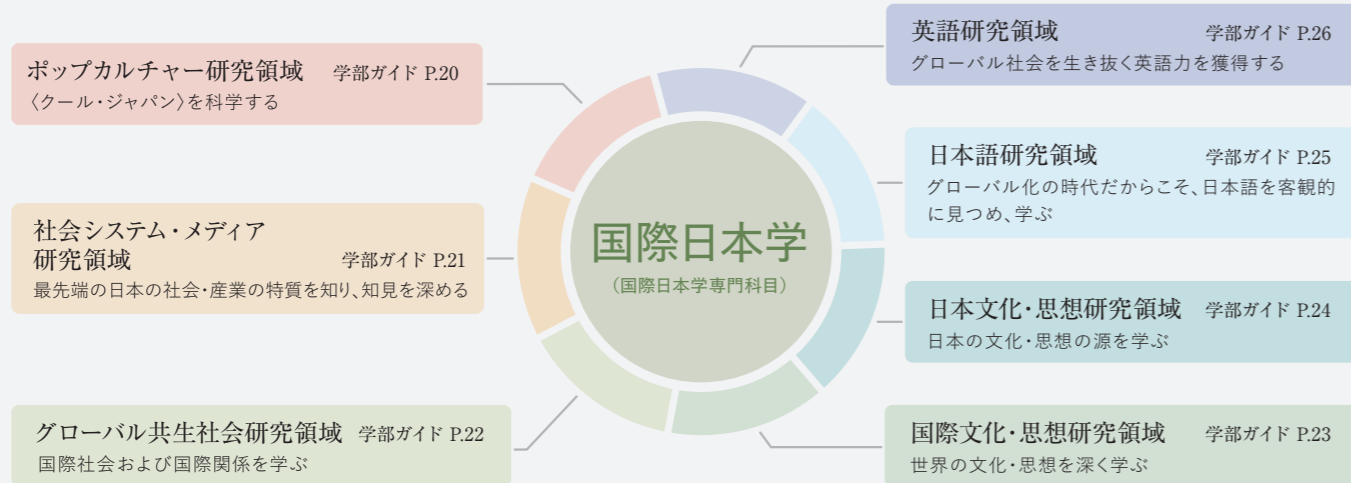 ポップカルチャー研究領域 学部ガイド P.20
〈クール・ジャパン〉を科学する
社会システム・メディア
研究領域 学部ガイド P.21
最先端の日本の社会・産業の特質を知り、知見を深める
グローバル共生社会研究領域 学部ガイド P.22
国際社会および国際関係を学ぶ
国際日本学
（国際日本学専門科目）
英語研究領域 学部ガイド P.26
グローバル社会を生き抜く英語力を獲得する
日本語研究領域 学部ガイド P.25
グローバル化の時代だからこそ、日本語を客観的
に見つめ、学ぶ
日本文化・思想研究領域 学部ガイド P.24
日本の文化・思想の源を学ぶ
国際文化・思想研究領域 学部ガイド P.23
世界の文化・思想を深く学ぶ